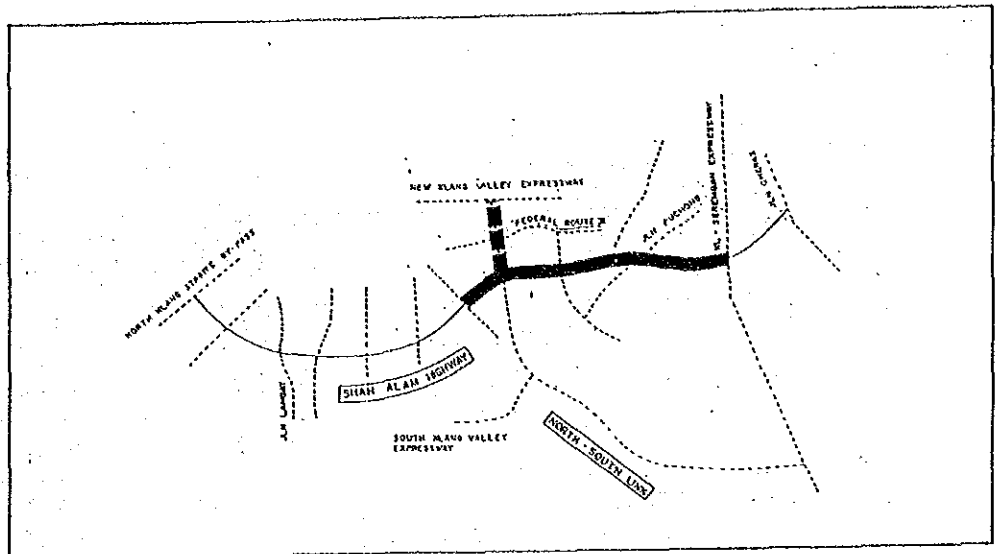 NEW KLANG VALLEY EXPRESSWAY
FEDERAL ROUTE
JLN PUCHONG
KL - SEREMBAN EXPRESSWAY
JLN CHERAS
NORTH KLANG STRAITS BY-PASS
JLN LANGAT
SHAH ALAM HIGHWAY
SOUTH KLANG VALLEY
EXPRESSWAY
NORTH - SOUTH LINK